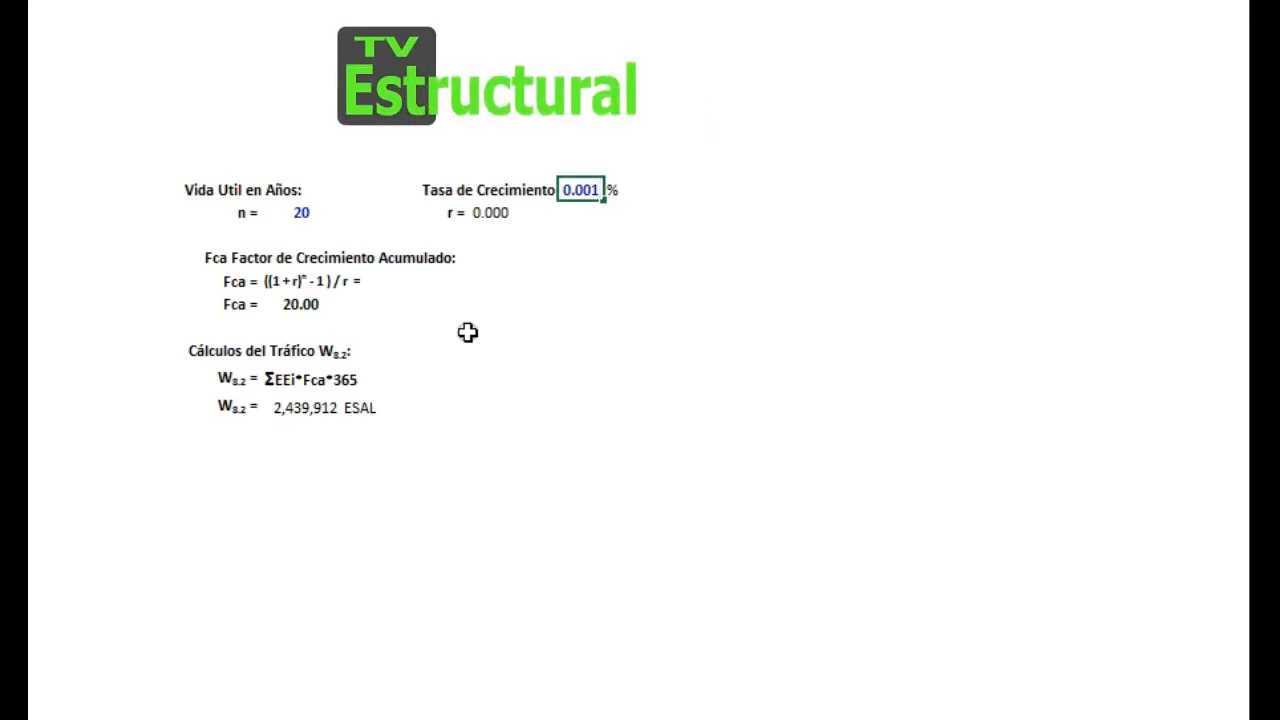 TV
Estructural
Vida Util en Años: Tasa de Crecimiento 0.001 %
n = 20 r = 0.000
Fca Factor de Crecimiento Acumulado:
Fca = ((1+r)ⁿ - 1 ) / r =
Fca = 20.00
Cálculos del Tráfico W₈.₂:
W₈.₂ = ΣEEi*Fca*365
W₈.₂ = 2,439,912 ESAL